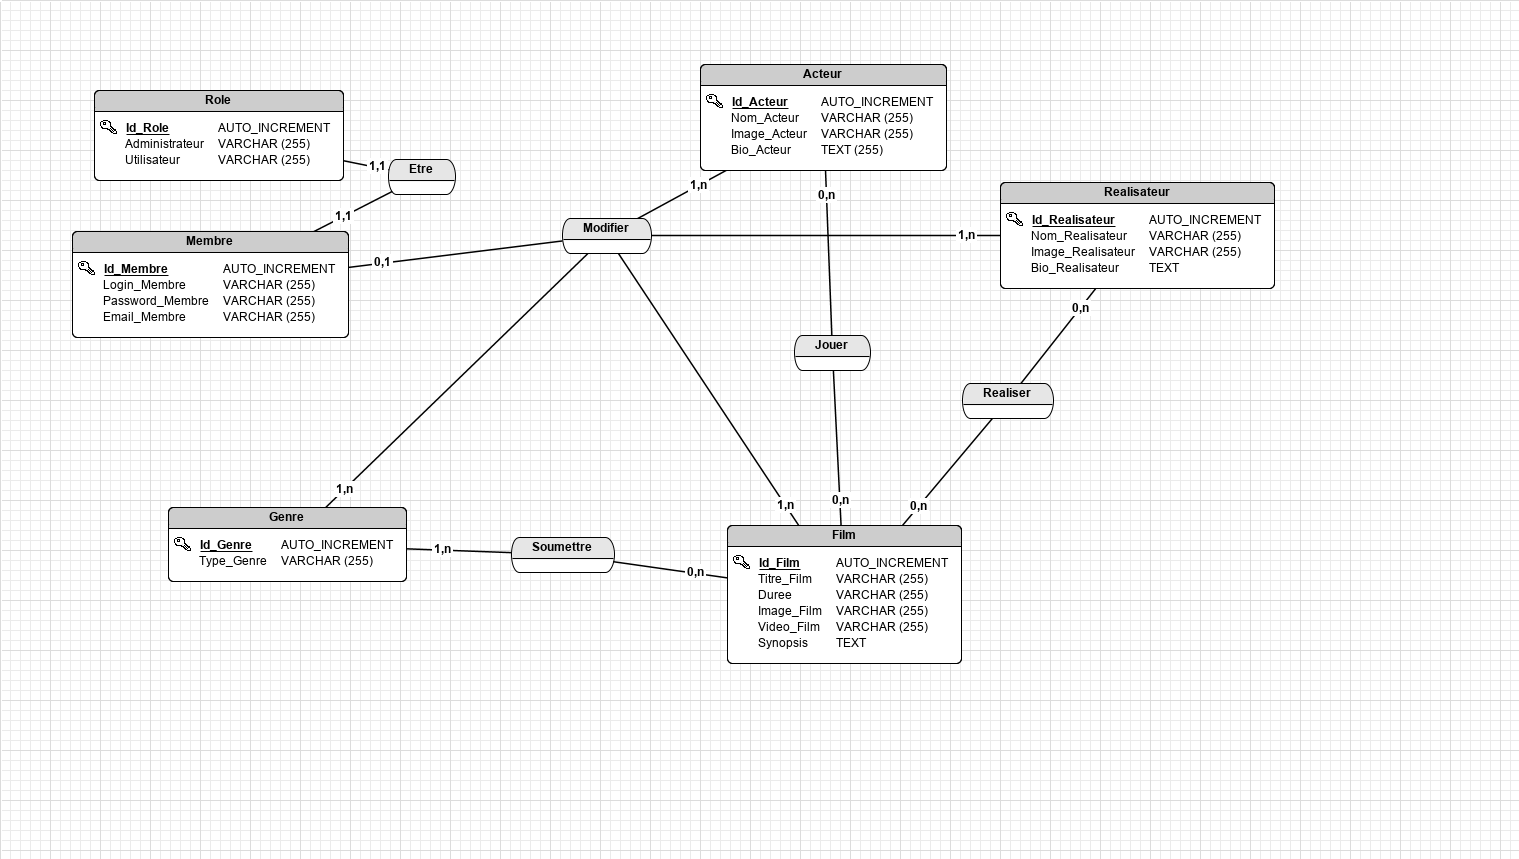 Role
Id_Role AUTO_INCREMENT
Administrateur VARCHAR (255)
Utilisateur VARCHAR (255)
1,1
Etre
1,1
Membre
Id_Membre AUTO_INCREMENT
Login_Membre VARCHAR (255)
Password_Membre VARCHAR (255)
Email_Membre VARCHAR (255)
0,1
Modifier
1,n
Acteur
Id_Acteur AUTO_INCREMENT
Nom_Acteur VARCHAR (255)
Image_Acteur VARCHAR (255)
Bio_Acteur TEXT (255)
0,n
1,n
Realisateur
Id_Realisateur AUTO_INCREMENT
Nom_Realisateur VARCHAR (255)
Image_Realisateur VARCHAR (255)
Bio_Realisateur TEXT
0,n
Jouer
Realiser
1,n
1,n
0,n
0,n
Genre
Id_Genre AUTO_INCREMENT
Type_Genre VARCHAR (255)
1,n
Soumettre
0,n
Film
Id_Film AUTO_INCREMENT
Titre_Film VARCHAR (255)
Duree VARCHAR (255)
Image_Film VARCHAR (255)
Video_Film VARCHAR (255)
Synopsis TEXT